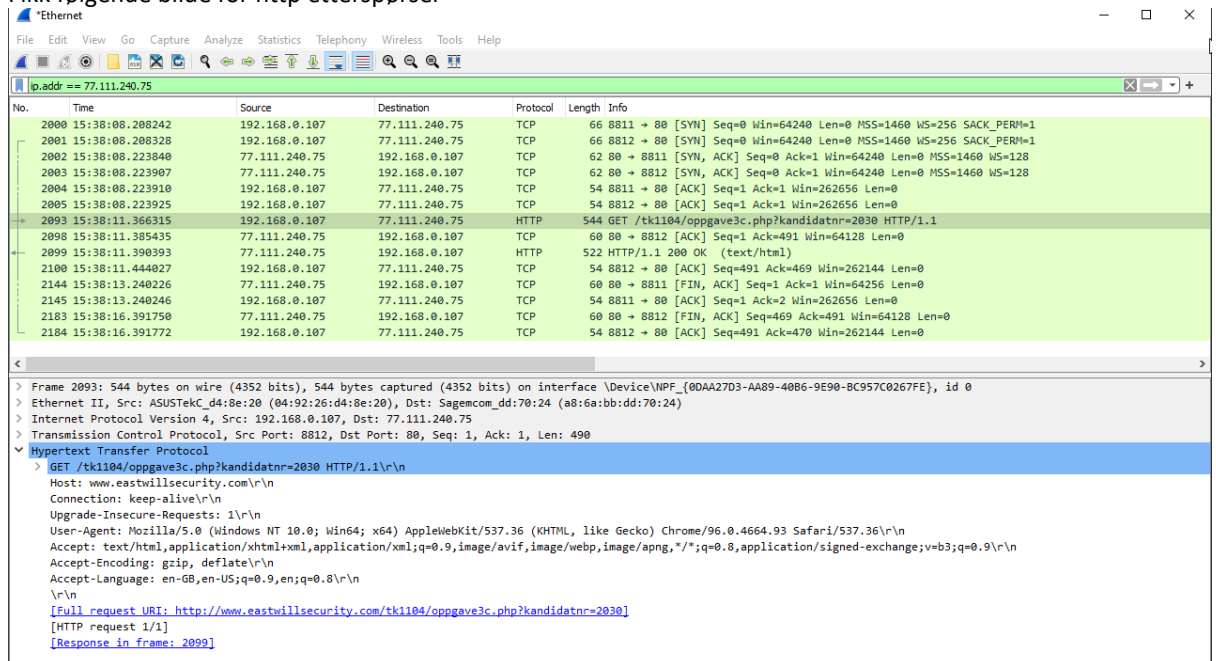 Fikk følgende bilde for http etterspørsel
*Ethernet
File Edit View Go Capture Analyze Statistics Telephony Wireless Tools Help
ip.addr == 77.111.240.75
No. Time Source Destination Protocol Length Info
2000 15:38:08.208242 192.168.0.107 77.111.240.75 TCP 66 8811 → 80 [SYN] Seq=0 Win=64240 Len=0 MSS=1460 WS=256 SACK_PERM=1
2001 15:38:08.208328 192.168.0.107 77.111.240.75 TCP 66 8812 → 80 [SYN] Seq=0 Win=64240 Len=0 MSS=1460 WS=256 SACK_PERM=1
2002 15:38:08.223840 77.111.240.75 192.168.0.107 TCP 62 80 → 8811 [SYN, ACK] Seq=0 Ack=1 Win=64240 Len=0 MSS=1460 WS=128
2003 15:38:08.223907 77.111.240.75 192.168.0.107 TCP 62 80 → 8812 [SYN, ACK] Seq=0 Ack=1 Win=64240 Len=0 MSS=1460 WS=128
2004 15:38:08.223910 192.168.0.107 77.111.240.75 TCP 54 8811 → 80 [ACK] Seq=1 Ack=1 Win=262656 Len=0
2005 15:38:08.223925 192.168.0.107 77.111.240.75 TCP 54 8812 → 80 [ACK] Seq=1 Ack=1 Win=262656 Len=0
2093 15:38:11.366315 192.168.0.107 77.111.240.75 HTTP 544 GET /tk1104/oppgave3c.php?kandidatnr=2030 HTTP/1.1
2098 15:38:11.385435 77.111.240.75 192.168.0.107 TCP 60 80 → 8812 [ACK] Seq=1 Ack=491 Win=64128 Len=0
2099 15:38:11.390393 77.111.240.75 192.168.0.107 HTTP 522 HTTP/1.1 200 OK (text/html)
2100 15:38:11.444027 192.168.0.107 77.111.240.75 TCP 54 8812 → 80 [ACK] Seq=491 Ack=469 Win=262144 Len=0
2144 15:38:13.240226 77.111.240.75 192.168.0.107 TCP 60 80 → 8811 [FIN, ACK] Seq=1 Ack=1 Win=64256 Len=0
2145 15:38:13.240246 192.168.0.107 77.111.240.75 TCP 54 8811 → 80 [ACK] Seq=1 Ack=2 Win=262656 Len=0
2183 15:38:16.391750 77.111.240.75 192.168.0.107 TCP 60 80 → 8812 [FIN, ACK] Seq=469 Ack=491 Win=64128 Len=0
2184 15:38:16.391772 192.168.0.107 77.111.240.75 TCP 54 8812 → 80 [ACK] Seq=491 Ack=470 Win=262144 Len=0
> Frame 2093: 544 bytes on wire (4352 bits), 544 bytes captured (4352 bits) on interface \Device\NPF_{0DAA27D3-AA89-40B6-9E90-BC957C0267FE}, id 0
> Ethernet II, Src: ASUSTekC_d4:8e:20 (04:92:26:d4:8e:20), Dst: Sagemcom_dd:70:24 (a8:6a:bb:dd:70:24)
> Internet Protocol Version 4, Src: 192.168.0.107, Dst: 77.111.240.75
> Transmission Control Protocol, Src Port: 8812, Dst Port: 80, Seq: 1, Ack: 1, Len: 490
Hypertext Transfer Protocol
> GET /tk1104/oppgave3c.php?kandidatnr=2030 HTTP/1.1\r\n
Host: www.eastwillsecurity.com\r\n
Connection: keep-alive\r\n
Upgrade-Insecure-Requests: 1\r\n
User-Agent: Mozilla/5.0 (Windows NT 10.0; Win64; x64) AppleWebKit/537.36 (KHTML, like Gecko) Chrome/96.0.4664.93 Safari/537.36\r\n
Accept: text/html,application/xhtml+xml,application/xml;q=0.9,image/avif,image/webp,image/apng,*/*;q=0.8,application/signed-exchange;v=b3;q=0.9\r\n
Accept-Encoding: gzip, deflate\r\n
Accept-Language: en-GB,en-US;q=0.9,en;q=0.8\r\n
\r\n
[Full request URI: http://www.eastwillsecurity.com/tk1104/oppgave3c.php?kandidatnr=2030]
[HTTP request 1/1]
[Response in frame: 2099]